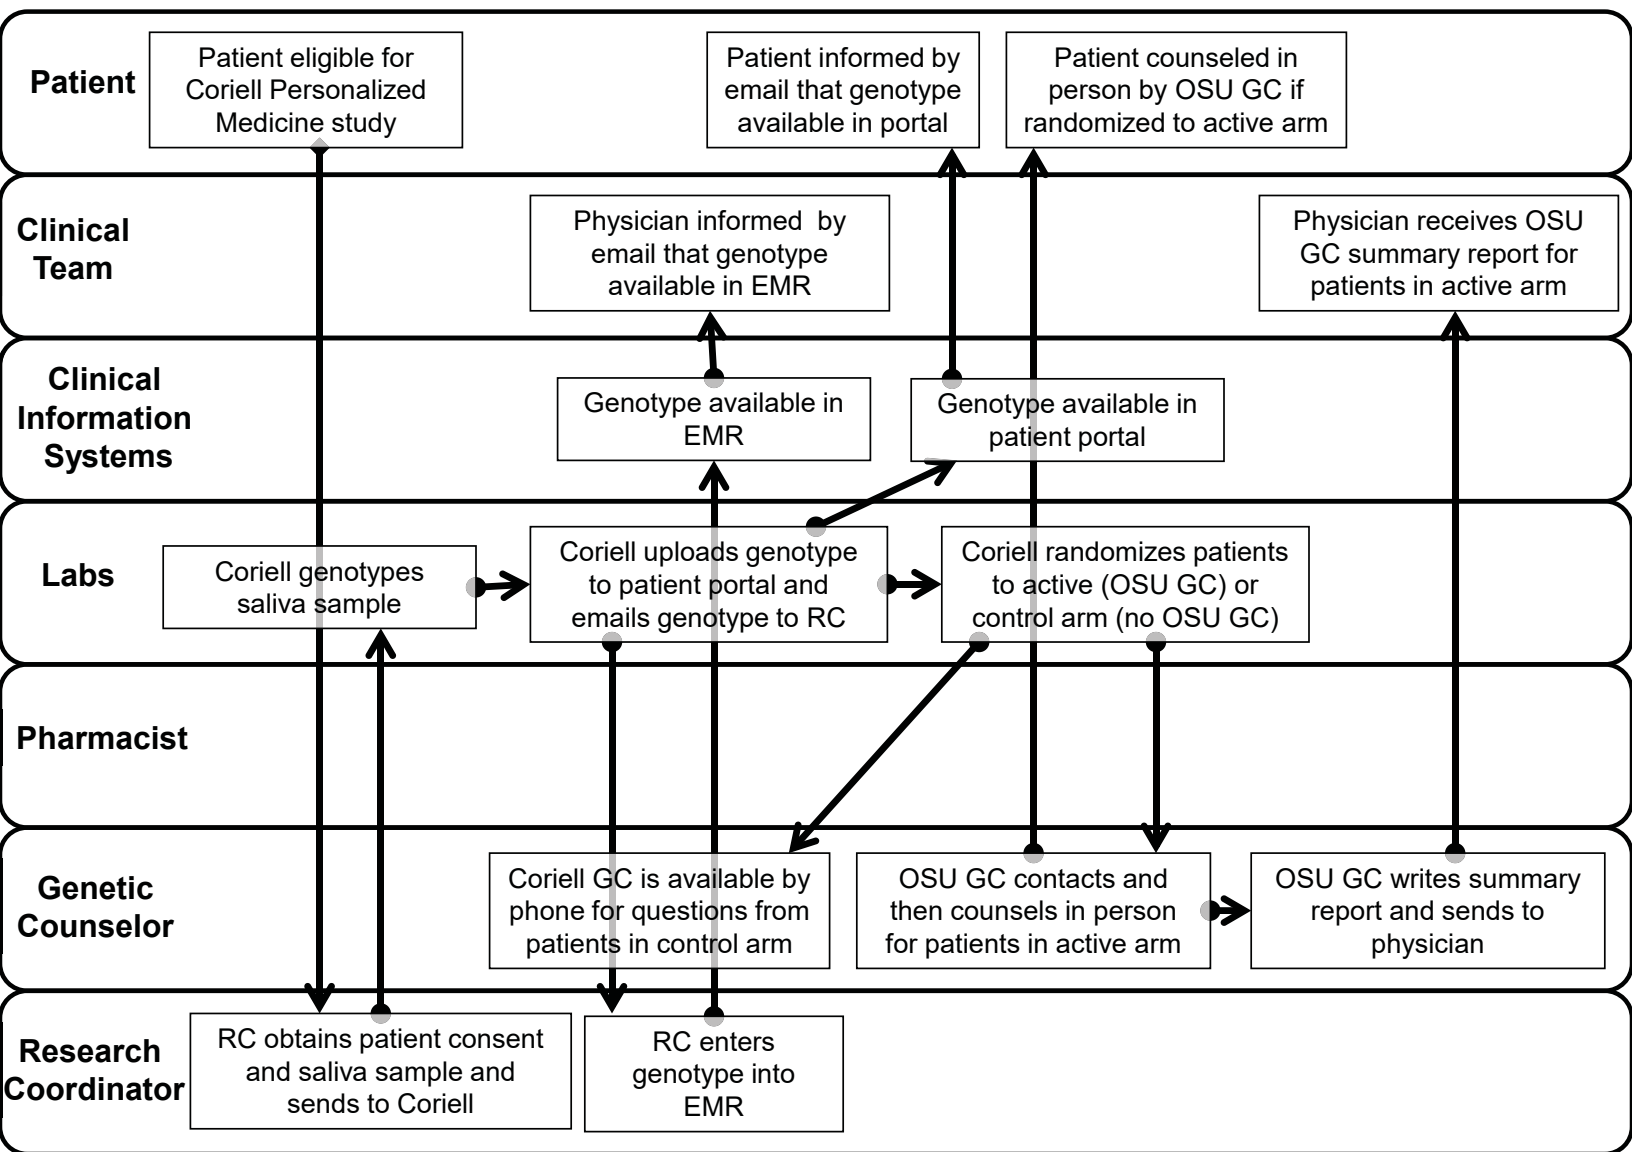 Patient
Patient eligible for
Coriell Personalized
Medicine study
Patient informed by
email that genotype
available in portal
Patient counseled in
person by OSU GC if
randomized to active arm
Clinical
Team
Physician informed by
email that genotype
available in EMR
Physician receives OSU
GC summary report for
patients in active arm
Clinical
Information
Systems
Genotype available in
EMR
Genotype available in
patient portal
Labs
Coriell genotypes
saliva sample
Coriell uploads genotype
to patient portal and
emails genotype to RC
Coriell randomizes patients
to active (OSU GC) or
control arm (no OSU GC)
Pharmacist
Genetic
Counselor
Coriell GC is available by
phone for questions from
patients in control arm
OSU GC contacts and
then counsels in person
for patients in active arm
OSU GC writes summary
report and sends to
physician
Research
Coordinator
RC obtains patient consent
and saliva sample and
sends to Coriell
RC enters
genotype into
EMR